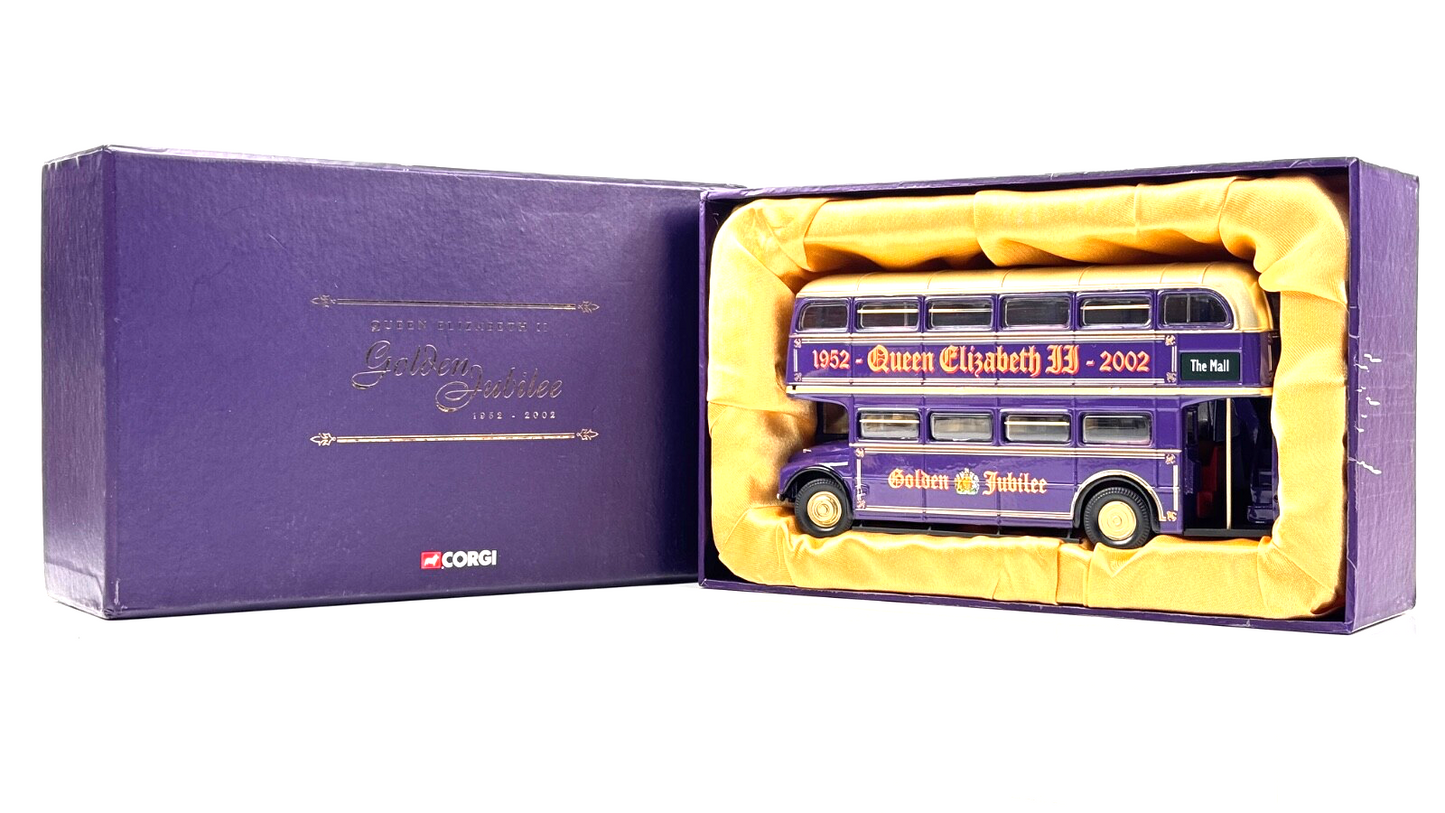 QUEEN ELIZABETH II
Golden
Jubilee
1952 - 2002
CORGI
1952 - Queen Elizabeth II - 2002
The Mall
Golden Jubilee